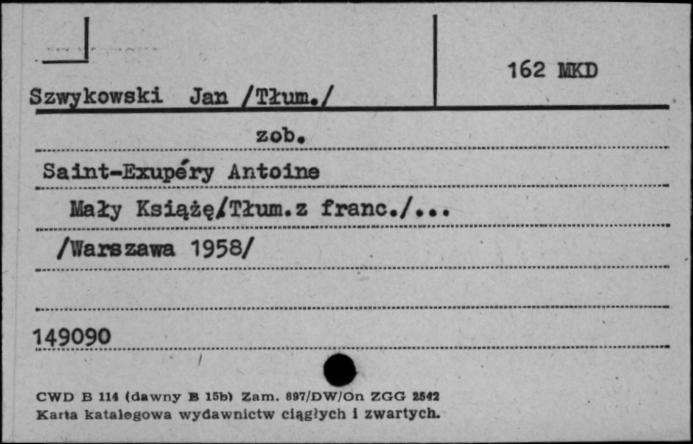 162 MKD
Szwykowski Jan /Tłum./
zob.
Saint-Exupéry Antoine
Mały Książę/Tłum.z franc./...
/Warszawa 1958/
149090
CWD B 114 (dawny B 15b) Zam. 897/DW/On ZGG 2542
Karta katalogowa wydawnictw ciągłych i zwartych.